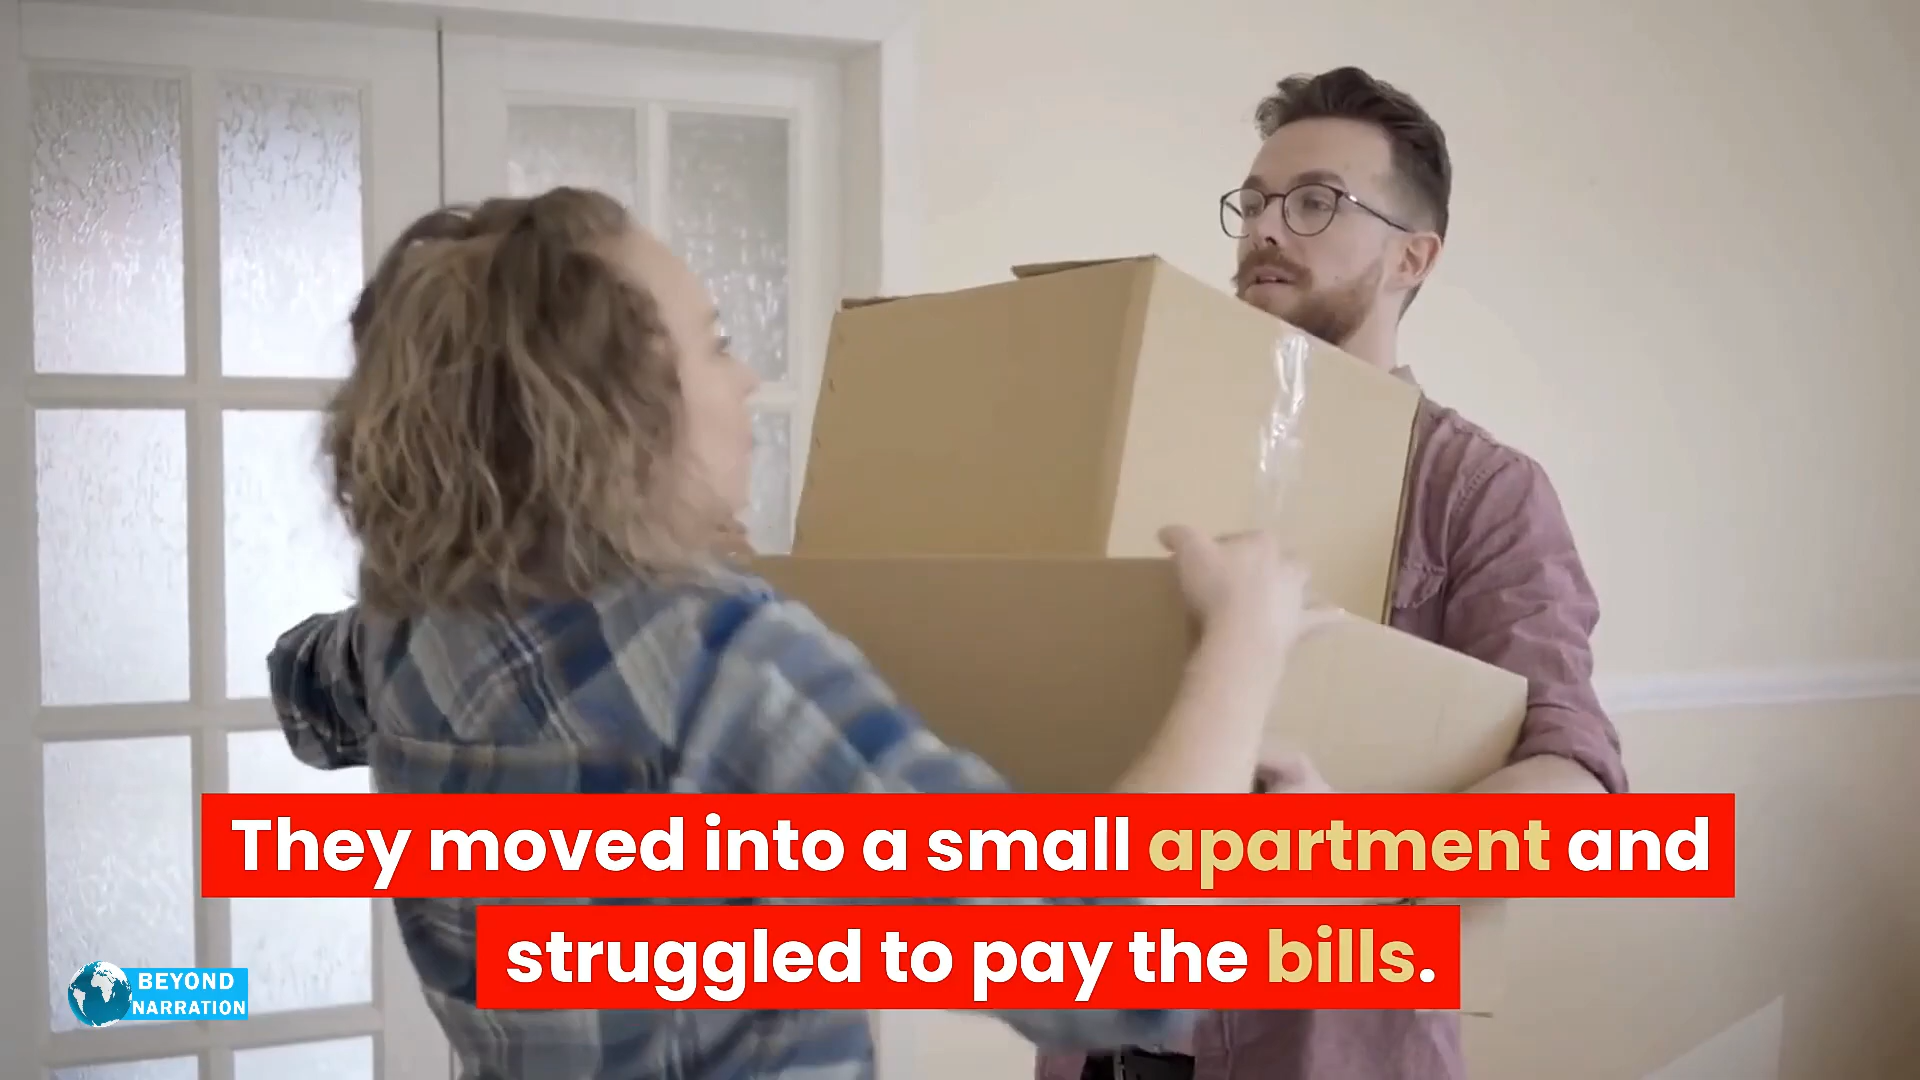 They moved into a small apartment and
struggled to pay the bills.
BEYOND
NARRATION